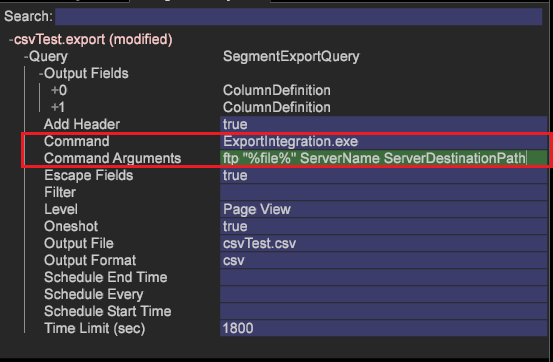 Search:
-csvTest.export (modified)
-Query SegmentExportQuery
-Output Fields
+0 ColumnDefinition
+1 ColumnDefinition
Add Header true
Command ExportIntegration.exe
Command Arguments ftp "%file%" ServerName ServerDestinationPath
Escape Fields true
Filter
Level Page View
Oneshot true
Output File csvTest.csv
Output Format csv
Schedule End Time
Schedule Every
Schedule Start Time
Time Limit (sec) 1800